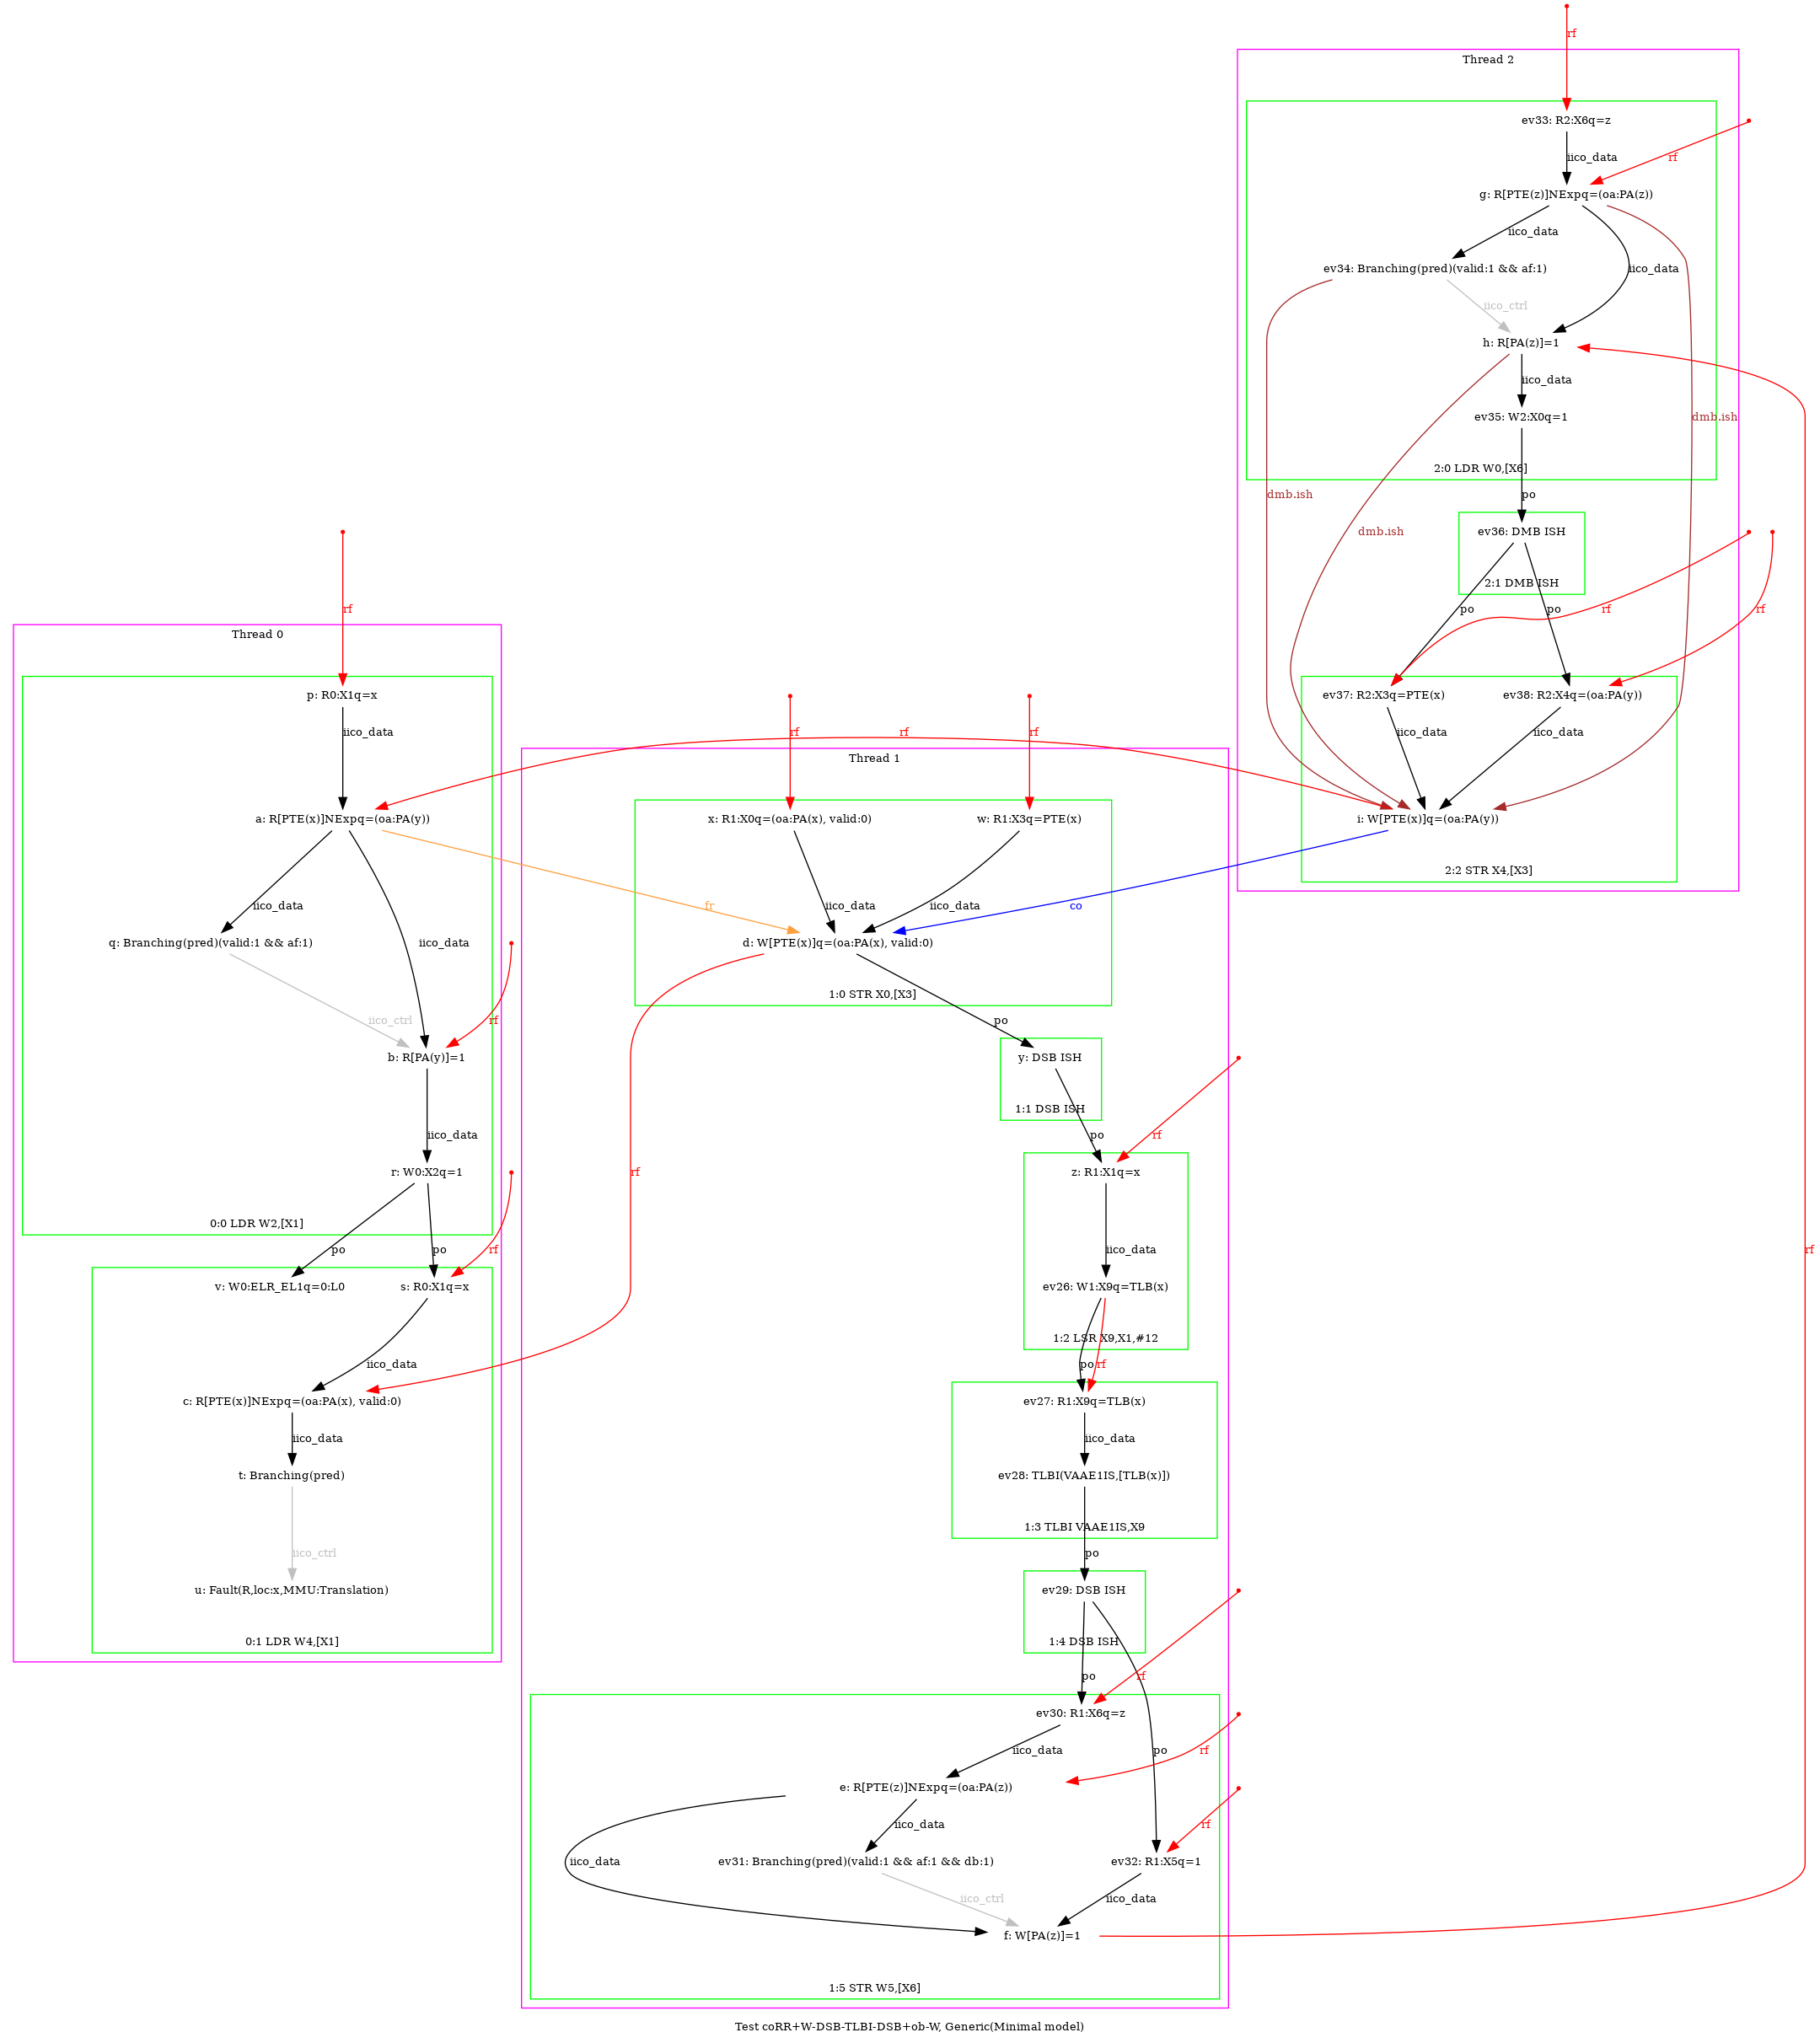 rf
Thread 2
ev33: R2:X6q=z
iico_data
rf
g: R[PTE(z)]NExpq=(oa:PA(z))
iico_data
ev34: Branching(pred)(valid:1 && af:1)
iico_data
iico_ctrl
h: R[PA(z)]=1
iico_data
dmb.ish
ev35: W2:X0q=1
2:0 LDR W0,[X6]
dmb.ish
po
dmb.ish
ev36: DMB ISH
2:1 DMB ISH
po
po
rf
rf
ev37: R2:X3q=PTE(x)
ev38: R2:X4q=(oa:PA(y))
iico_data
iico_data
i: W[PTE(x)]q=(oa:PA(y))
2:2 STR X4,[X3]
rf
Thread 0
p: R0:X1q=x
iico_data
rf
a: R[PTE(x)]NExpq=(oa:PA(y))
iico_data
iico_data
fr
q: Branching(pred)(valid:1 && af:1)
iico_ctrl
rf
b: R[PA(y)]=1
iico_data
r: W0:X2q=1
0:0 LDR W2,[X1]
po
po
rf
v: W0:ELR_EL1q=0:L0
s: R0:X1q=x
iico_data
c: R[PTE(x)]NExpq=(oa:PA(x), valid:0)
iico_data
t: Branching(pred)
iico_ctrl
u: Fault(R,loc:x,MMU:Translation)
0:1 LDR W4,[X1]
rf
rf
Thread 1
x: R1:X0q=(oa:PA(x), valid:0)
w: R1:X3q=PTE(x)
iico_data
iico_data
co
d: W[PTE(x)]q=(oa:PA(x), valid:0)
1:0 STR X0,[X3]
po
y: DSB ISH
1:1 DSB ISH
po
rf
rf
z: R1:X1q=x
iico_data
ev26: W1:X9q=TLB(x)
1:2 LSR X9,X1,#12
po
rf
ev27: R1:X9q=TLB(x)
iico_data
ev28: TLBI(VAAE1IS,[TLB(x)])
1:3 TLBI VAAE1IS,X9
po
ev29: DSB ISH
1:4 DSB ISH
po
rf
ev30: R1:X6q=z
iico_data
po
rf
e: R[PTE(z)]NExpq=(oa:PA(z))
iico_data
rf
iico_data
ev31: Branching(pred)(valid:1 && af:1 && db:1)
ev32: R1:X5q=1
iico_ctrl
iico_data
f: W[PA(z)]=1
1:5 STR W5,[X6]
rf
Test coRR+W-DSB-TLBI-DSB+ob-W, Generic(Minimal model)